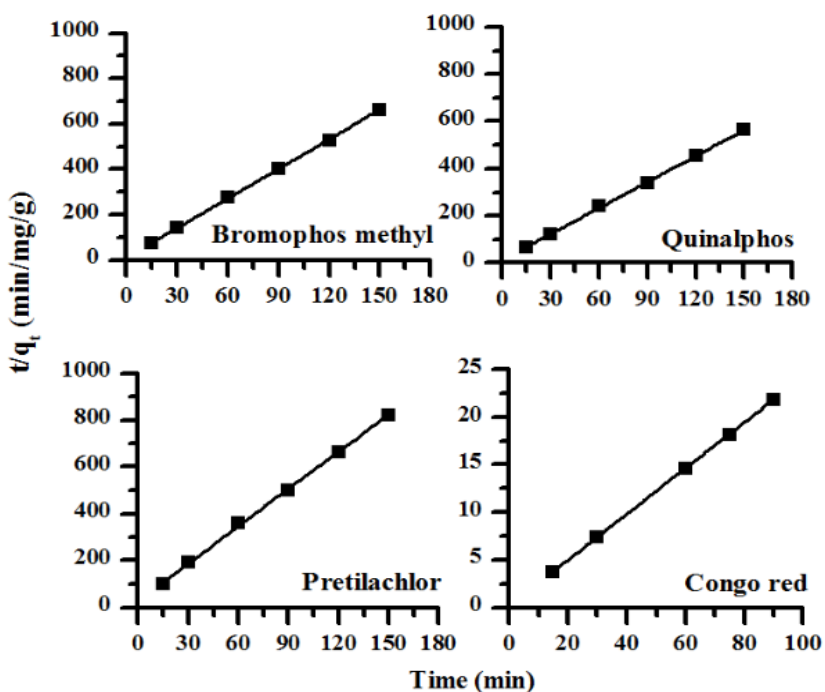 t/qt (min/mg/g)
1000
800
600
400
200
0
0 30 60 90 120 150 180
Bromophos methyl
1000
800
600
400
200
0
0 30 60 90 120 150 180
Quinalphos
1000
800
600
400
200
0
0 30 60 90 120 150 180
Pretilachlor
25
20
15
10
5
0
0 20 40 60 80 100
Congo red
Time (min)